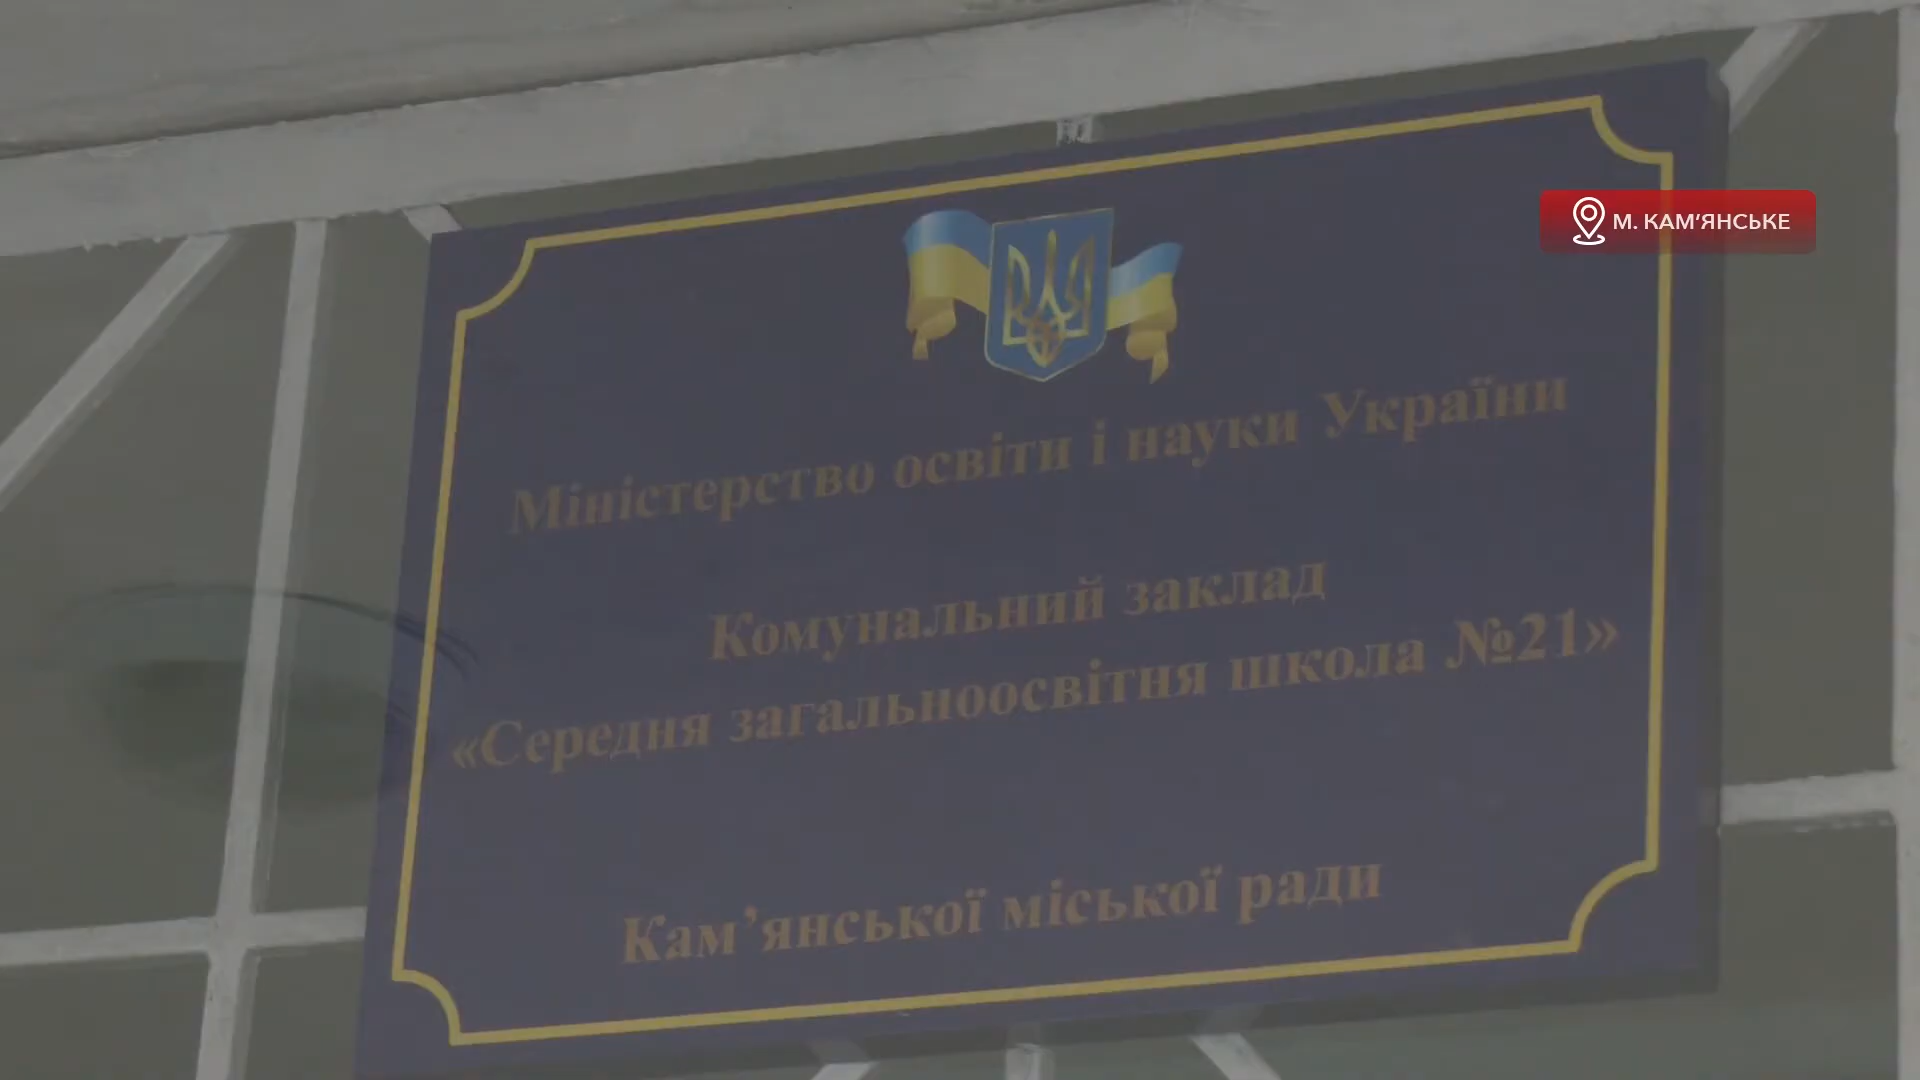 М. КАМ'ЯНСЬКЕ
Міністерство освіти і науки України
Комунальний заклад
«Середня загальноосвітня школа №21»
Кам’янської міської ради